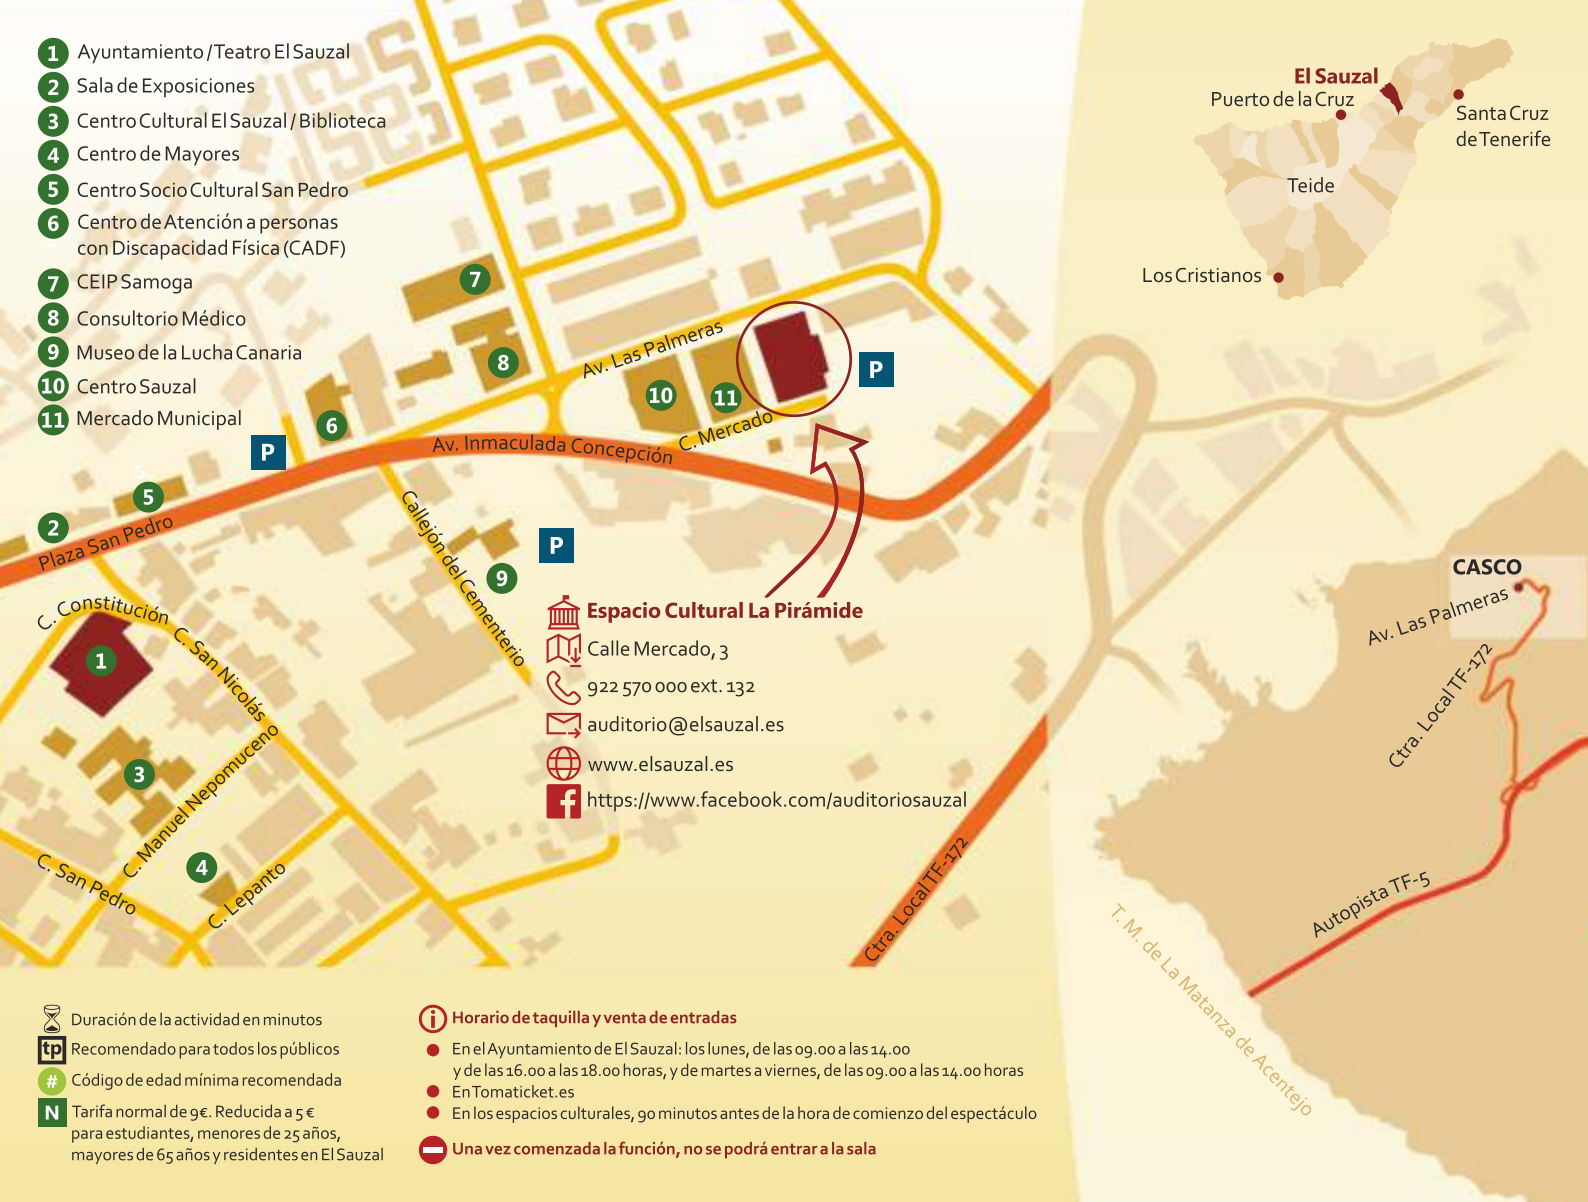 1 Ayuntamiento / Teatro El Sauzal
2 Sala de Exposiciones
3 Centro Cultural El Sauzal / Biblioteca
4 Centro de Mayores
5 Centro Socio Cultural San Pedro
6 Centro de Atención a personas
con Discapacidad Física (CADF)
7 CEIP Samoga
8 Consultorio Médico
9 Museo de la Lucha Canaria
10 Centro Sauzal
11 Mercado Municipal
El Sauzal
Puerto de la Cruz
Santa Cruz
de Tenerife
Teide
Los Cristianos
7
8
Av. Las Palmeras
10
11
P
6
P
Av. Inmaculada Concepción
C. Mercado
5
5
2
Plaza San Pedro
Callejón del Cementerio
P
9
C. Constitución
1
C. San Nicolás
3
C. Manuel Nepomuceno
4
C. San Pedro
C. Lepanto
Espacio Cultural La Pirámide
Calle Mercado, 3
922 570 000 ext. 132
auditorio@elsauzal.es
www.elsauzal.es
https://www.facebook.com/auditoriosauzal
Ctra. Local TF-172
CASCO
Av. Las Palmeras
Ctra. Local TF-172
Autopista TF-5
T. M. de La Matanza de Acentejo
Duración de la actividad en minutos
tp Recomendado para todos los públicos
# Código de edad mínima recomendada
N Tarifa normal de 9€. Reducida a 5 €
para estudiantes, menores de 25 años,
mayores de 65 años y residentes en El Sauzal
i Horario de taquilla y venta de entradas
En el Ayuntamiento de El Sauzal: los lunes, de las 09.00 a las 14.00
y de las 16.00 a las 18.00 horas, y de martes a viernes, de las 09.00 a las 14.00 horas
En Tomaticket.es
En los espacios culturales, 90 minutos antes de la hora de comienzo del espectáculo
Una vez comenzada la función, no se podrá entrar a la sala